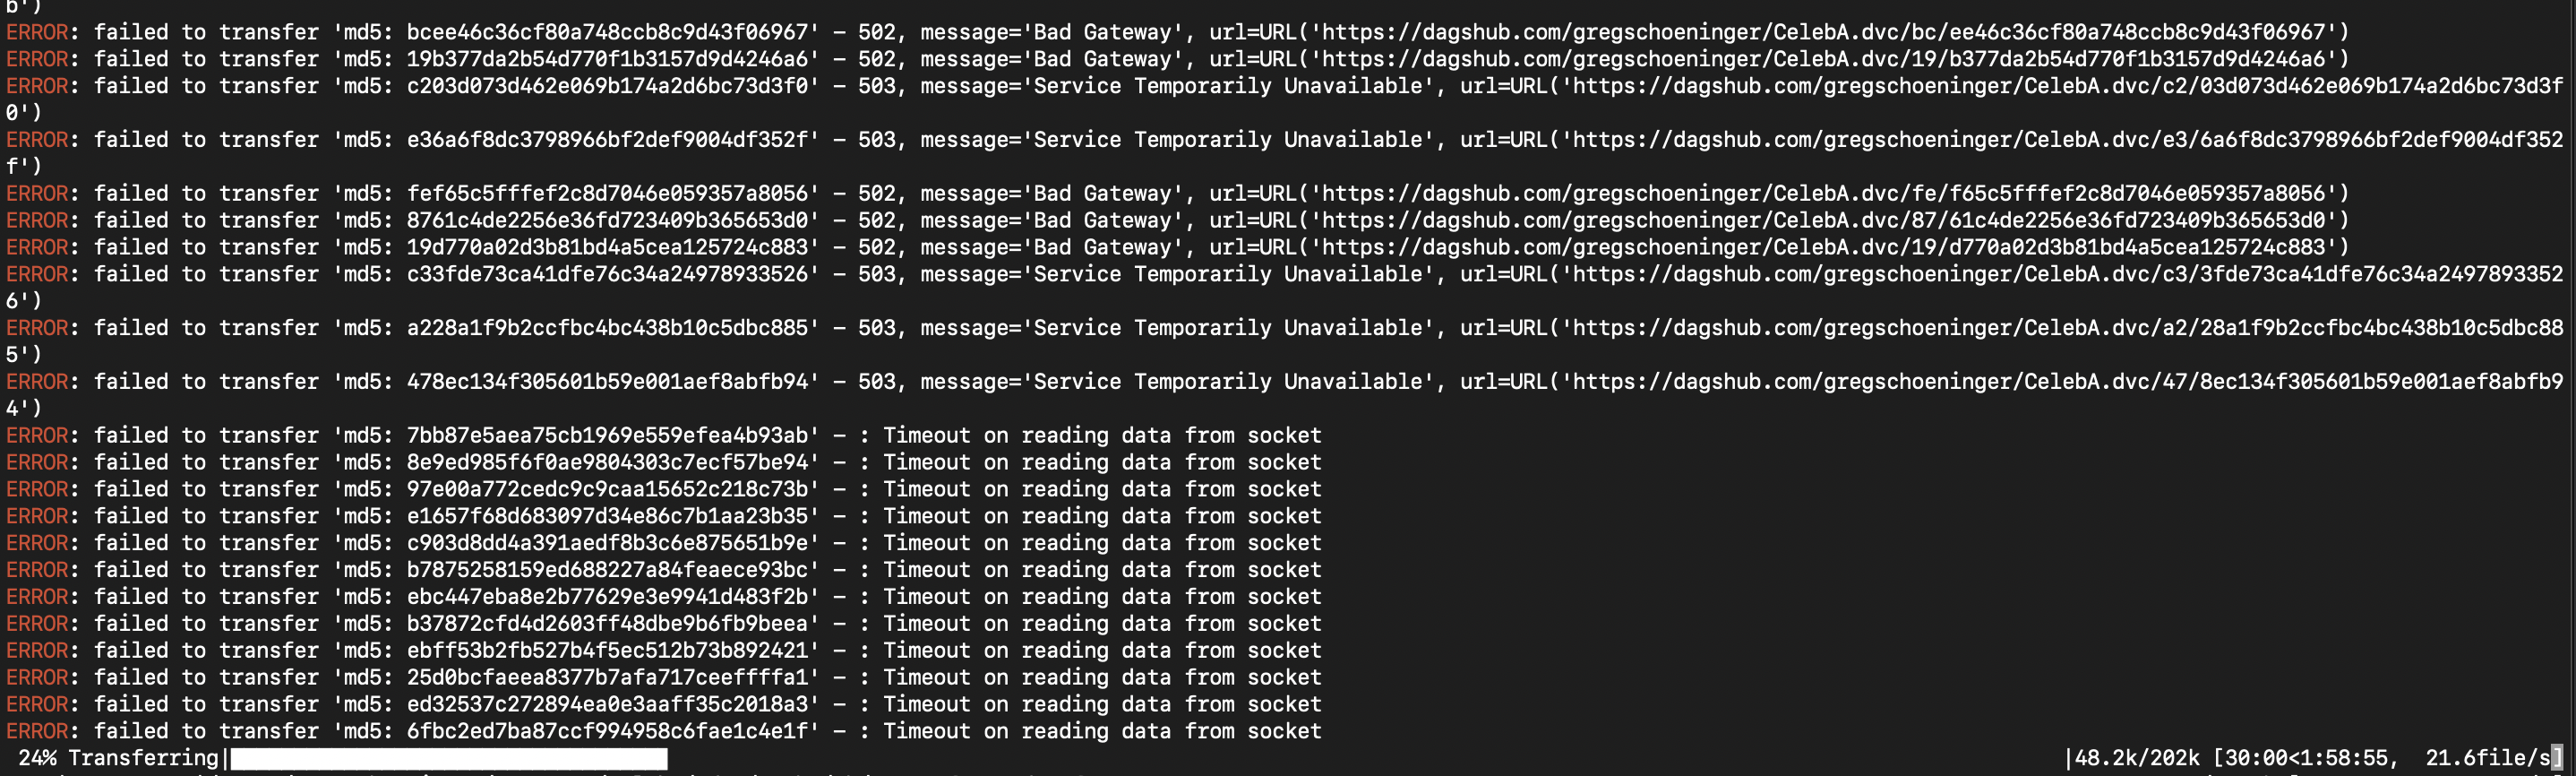 b')
ERROR: failed to transfer 'md5: bcee46c36cf80a748ccb8c9d43f06967' – 502, message='Bad Gateway', url=URL('https://dagshub.com/gregschoeninger/CelebA.dvc/bc/ee46c36cf80a748ccb8c9d43f06967')
ERROR: failed to transfer 'md5: 19b377da2b54d770f1b3157d9d4246a6' – 502, message='Bad Gateway', url=URL('https://dagshub.com/gregschoeninger/CelebA.dvc/19/b377da2b54d770f1b3157d9d4246a6')
ERROR: failed to transfer 'md5: c203d073d462e069b174a2d6bc73d3f0' – 503, message='Service Temporarily Unavailable', url=URL('https://dagshub.com/gregschoeninger/CelebA.dvc/c2/03d073d462e069b174a2d6bc73d3f
0')
ERROR: failed to transfer 'md5: e36a6f8dc3798966bf2def9004df352f' – 503, message='Service Temporarily Unavailable', url=URL('https://dagshub.com/gregschoeninger/CelebA.dvc/e3/6a6f8dc3798966bf2def9004df352
f')
ERROR: failed to transfer 'md5: fef65c5fffef2c8d7046e059357a8056' – 502, message='Bad Gateway', url=URL('https://dagshub.com/gregschoeninger/CelebA.dvc/fe/f65c5fffef2c8d7046e059357a8056')
ERROR: failed to transfer 'md5: 8761c4de2256e36fd723409b365653d0' – 502, message='Bad Gateway', url=URL('https://dagshub.com/gregschoeninger/CelebA.dvc/87/61c4de2256e36fd723409b365653d0')
ERROR: failed to transfer 'md5: 19d770a02d3b81bd4a5cea125724c883' – 502, message='Bad Gateway', url=URL('https://dagshub.com/gregschoeninger/CelebA.dvc/19/d770a02d3b81bd4a5cea125724c883')
ERROR: failed to transfer 'md5: c33fde73ca41dfe76c34a24978933526' – 503, message='Service Temporarily Unavailable', url=URL('https://dagshub.com/gregschoeninger/CelebA.dvc/c3/3fde73ca41dfe76c34a2497893352
6')
ERROR: failed to transfer 'md5: a228a1f9b2ccfbc4bc438b10c5dbc885' – 503, message='Service Temporarily Unavailable', url=URL('https://dagshub.com/gregschoeninger/CelebA.dvc/a2/28a1f9b2ccfbc4bc438b10c5dbc88
5')
ERROR: failed to transfer 'md5: 478ec134f305601b59e001aef8abfb94' – 503, message='Service Temporarily Unavailable', url=URL('https://dagshub.com/gregschoeninger/CelebA.dvc/47/8ec134f305601b59e001aef8abfb9
4')
ERROR: failed to transfer 'md5: 7bb87e5aea75cb1969e559efea4b93ab' – : Timeout on reading data from socket
ERROR: failed to transfer 'md5: 8e9ed985f6f0ae9804303c7ecf57be94' – : Timeout on reading data from socket
ERROR: failed to transfer 'md5: 97e00a772cedc9c9caa15652c218c73b' – : Timeout on reading data from socket
ERROR: failed to transfer 'md5: e1657f68d683097d34e86c7b1aa23b35' – : Timeout on reading data from socket
ERROR: failed to transfer 'md5: c903d8dd4a391aedf8b3c6e875651b9e' – : Timeout on reading data from socket
ERROR: failed to transfer 'md5: b7875258159ed688227a84feaece93bc' – : Timeout on reading data from socket
ERROR: failed to transfer 'md5: ebc447eba8e2b77629e3e9941d483f2b' – : Timeout on reading data from socket
ERROR: failed to transfer 'md5: b37872cfd4d2603ff48dbe9b6fb9beea' – : Timeout on reading data from socket
ERROR: failed to transfer 'md5: ebff53b2fb527b4f5ec512b73b892421' – : Timeout on reading data from socket
ERROR: failed to transfer 'md5: 25d0bcfaeea8377b7afa717ceeffffa1' – : Timeout on reading data from socket
ERROR: failed to transfer 'md5: ed32537c272894ea0e3aaff35c2018a3' – : Timeout on reading data from socket
ERROR: failed to transfer 'md5: 6fbc2ed7ba87ccf994958c6fae1c4e1f' – : Timeout on reading data from socket
24% Transferring| |48.2k/202k [30:00<1:58:55, 21.6file/s]